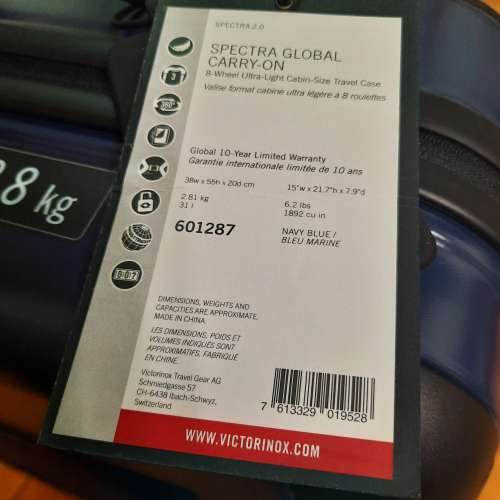 SPECTRA 2.0
SPECTRA GLOBAL
CARRY-ON
8-Wheel Ultra-Light Cabin-Size Travel Case
Valise format cabine ultra légère à 8 roulettes
3
360°
Global 10-Year Limited Warranty
Garantie internationale limitée de 10 ans
38w x 55h x 20d cm
15"w x 21.7"h x 7.9"d
2.81 kg
6.2 lbs
31 l
1892 cu in
601287
NAVY BLUE /
BLEU MARINE
8 kg
DIMENSIONS, WEIGHTS AND
CAPACITIES ARE APPROXIMATE.
MADE IN CHINA.
LES DIMENSIONS, POIDS ET
VOLUMES INDIQUÉS SONT
APPROXIMATIFS. FABRIQUÉ
EN CHINE.
Victorinox Travel Gear AG
Schmiedgasse 57
CH-6438 Ibach-Schwyz,
Switzerland
7 613329 019528
WWW.VICTORINOX.COM